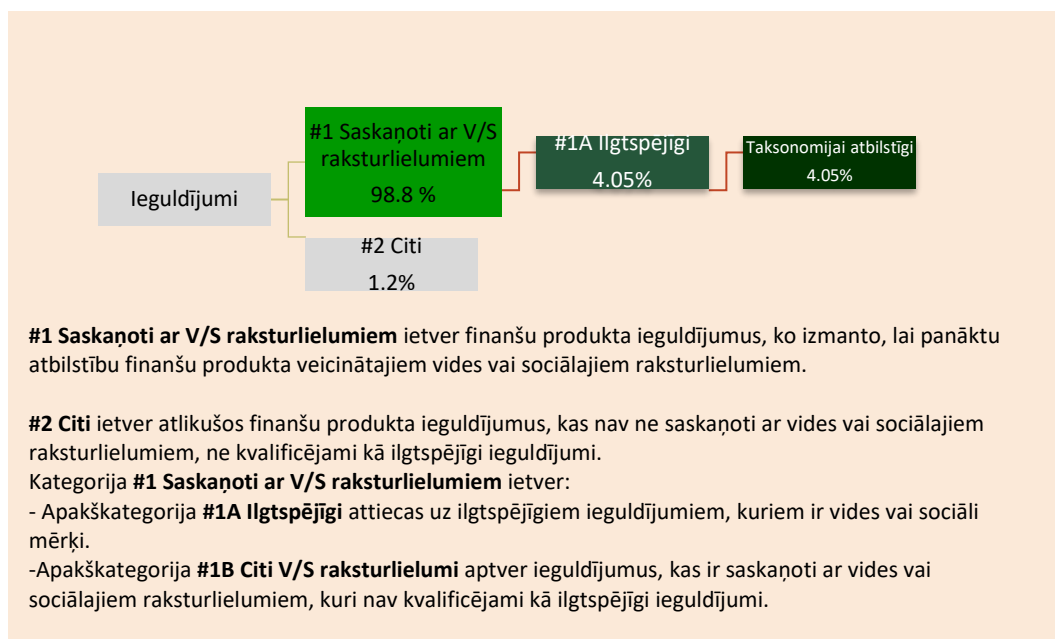 #1 Saskaņoti ar V/S
raksturlielumiem
98.8 %
#1A Ilgtspējīgi
4.05%
Taksonomijai atbilstīgi
4.05%
Ieguldījumi
#2 Citi
1.2%
#1 Saskaņoti ar V/S raksturlielumiem ietver finanšu produkta ieguldījumus, ko izmanto, lai panāktu
atbilstību finanšu produkta veicinātajiem vides vai sociālajiem raksturlielumiem.
#2 Citi ietver atlikušos finanšu produkta ieguldījumus, kas nav ne saskaņoti ar vides vai sociālajiem
raksturlielumiem, ne kvalificējami kā ilgtspējīgi ieguldījumi.
Kategorija #1 Saskaņoti ar V/S raksturlielumiem ietver:
- Apakškategorija #1A Ilgtspējīgi attiecas uz ilgtspējīgiem ieguldījumiem, kuriem ir vides vai sociāli
mērķi.
-Apakškategorija #1B Citi V/S raksturlielumi aptver ieguldījumus, kas ir saskaņoti ar vides vai
sociālajiem raksturlielumiem, kuri nav kvalificējami kā ilgtspējīgi ieguldījumi.